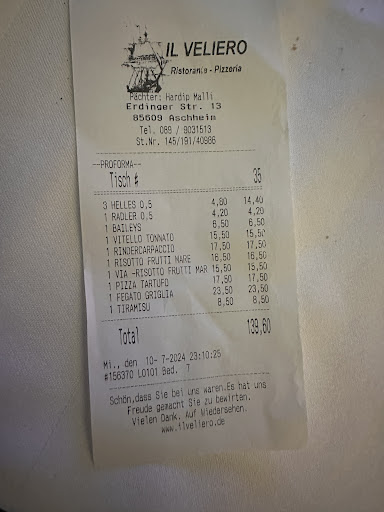 IL VELIERO
Ristorante - Pizzeria
Pächter: Hardip Malli
Erdinger Str. 13
85609 Aschheim
Tel. 089 / 9031513
St.Nr. 145/191/40986
--PROFORMA--
Tisch # 35
3 HELLES 0,5 4,80 14,40
1 RADLER 0,5 4,20 4,20
1 BAILEYS 6,50 6,50
1 VITELLO TONNATO 15,50 15,50
1 RINDERCARPACCIO 17,50 17,50
1 RISOTTO FRUTTI MARE 16,50 16,50
1 VIA -RISOTTO FRUTTI MAR 15,50 15,50
1 PIZZA TARTUFO 17,50 17,50
1 FEGATO GRIGLIA 23,50 23,50
1 TIRAMISU 8,50 8,50
Total 139,60
Mi., den 10- 7-2024 23:10:25
#156370 L0101 Bed. 7
Schön,dass Sie bei uns waren.Es hat uns
Freude gemacht Sie zu bewirten.
Vielen Dank. Auf Wiedersehen.
www.ilveliero.de